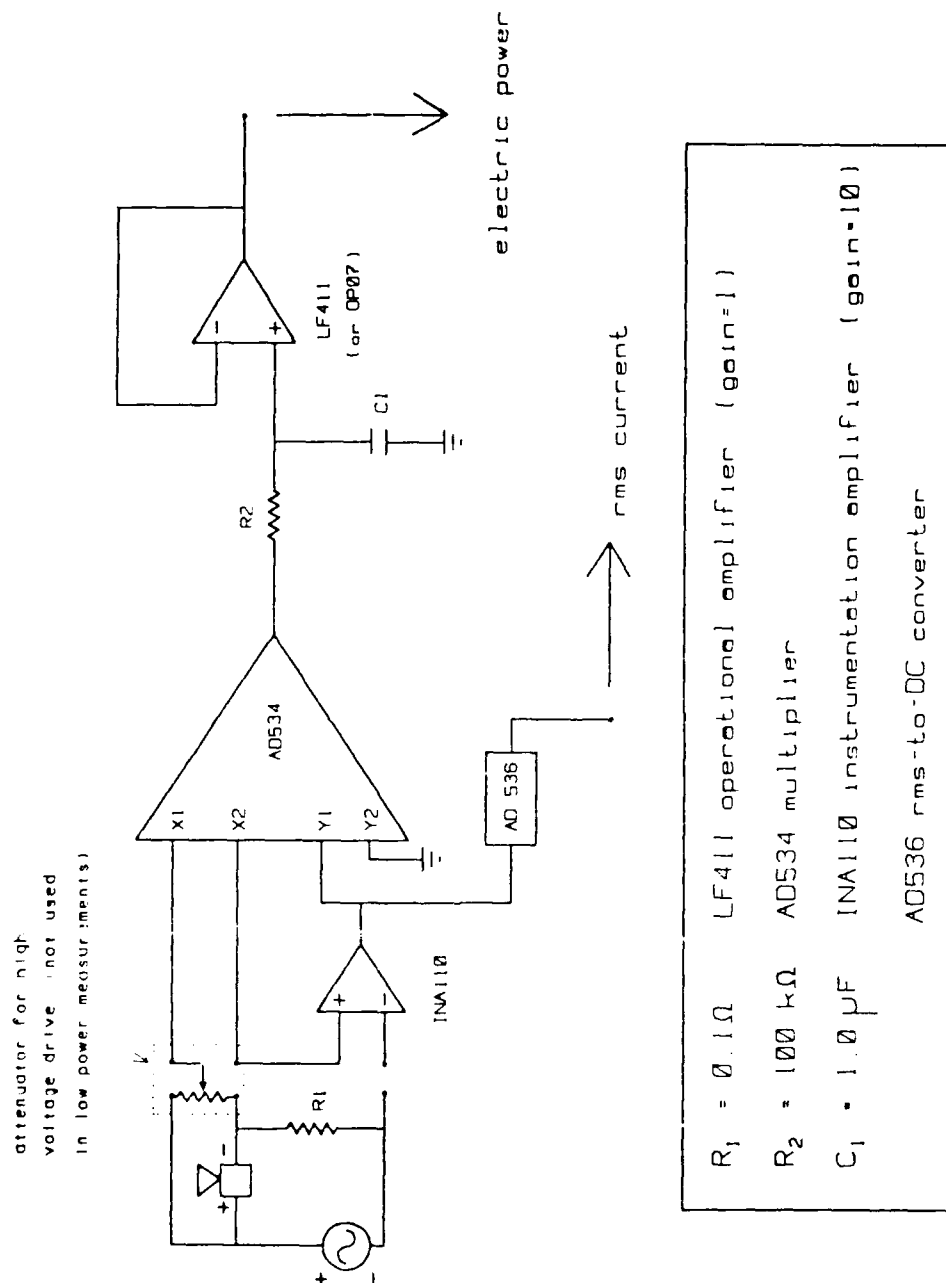 attenuator for high
voltage drive (not used
in low power measurements)
+
-
+ -
R1
+
-
INA110
X1
X2
Y1
Y2
AD534
AD 536
rms current
R2
C1
-
+
LF411
(or OP07)
electric power
R1 = 0.1Ω LF411 operational amplifier (gain=1)
R2 = 100 kΩ AD534 multiplier
C1 = 1.0 µF INA110 instrumentation amplifier (gain=10)
AD536 rms-to-DC converter